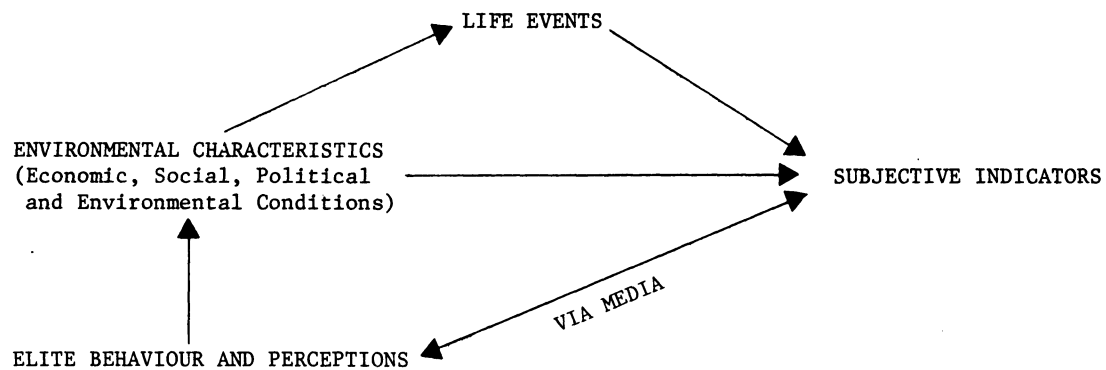 LIFE EVENTS
ENVIRONMENTAL CHARACTERISTICS
(Economic, Social, Political
and Environmental Conditions)
SUBJECTIVE INDICATORS
VIA MEDIA
ELITE BEHAVIOUR AND PERCEPTIONS